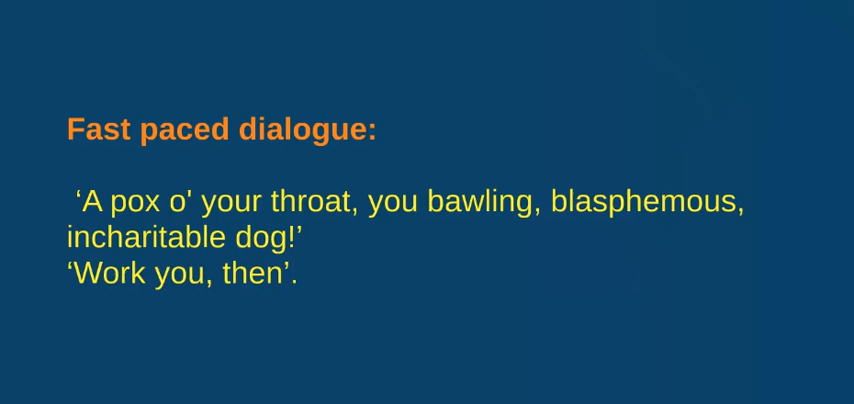 Fast paced dialogue:
‘A pox o' your throat, you bawling, blasphemous,
incharitable dog!’
‘Work you, then’.